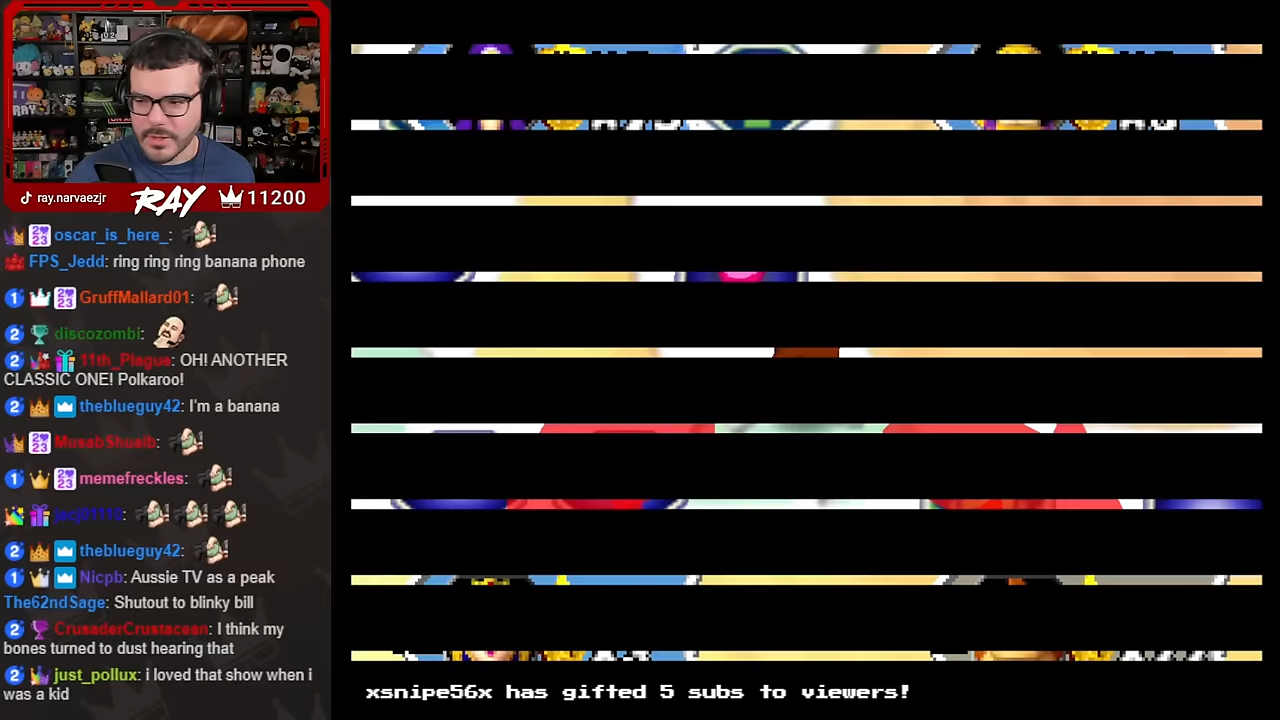 ray.narvaezjr
RAY
11200
oscar_is_here_:
FPS_Jedd: ring ring ring banana phone
GruffMallard01:
discozombi:
11th_Plague: OH! ANOTHER
CLASSIC ONE! Polkaroo!
theblueguy42: I'm a banana
MusabShuaib:
memefreckles:
jacj01110:
theblueguy42:
Nicpb: Aussie TV as a peak
The62ndSage: Shutout to blinky bill
CrusaderCrustacean: I think my
bones turned to dust hearing that
just_pollux: i loved that show when i
was a kid
xsnipe56x has gifted 5 subs to viewers!